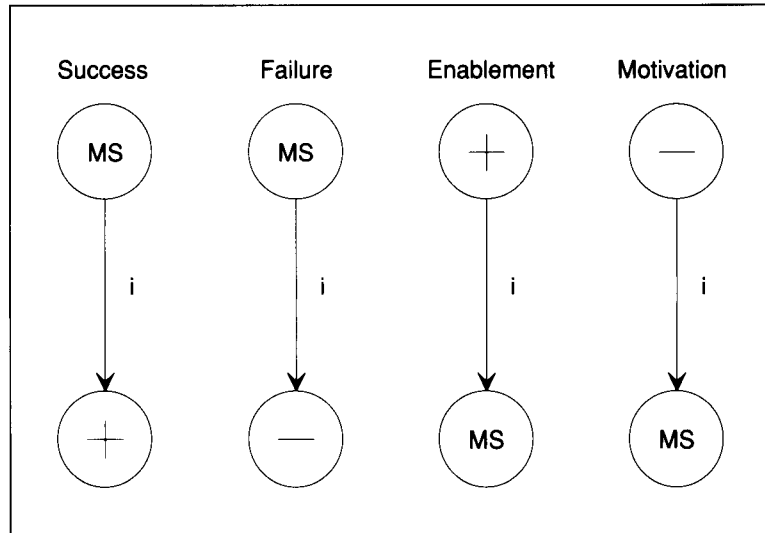 Success Failure Enablement Motivation
MS MS + —
i i i i
+ — MS MS